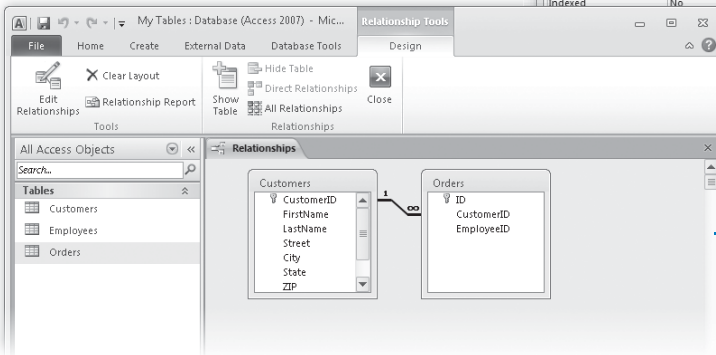 Indexed No
A My Tables : Database (Access 2007) - Mic... Relationship Tools
File Home Create External Data Database Tools Design
Edit Relationships
Clear Layout
Relationship Report
Tools
Show Table
Hide Table
Direct Relationships
All Relationships
Close
Relationships
All Access Objects
Search...
Tables
Customers
Employees
Orders
Relationships
Customers
CustomerID
FirstName
LastName
Street
City
State
ZIP
1
∞
Orders
ID
CustomerID
EmployeeID